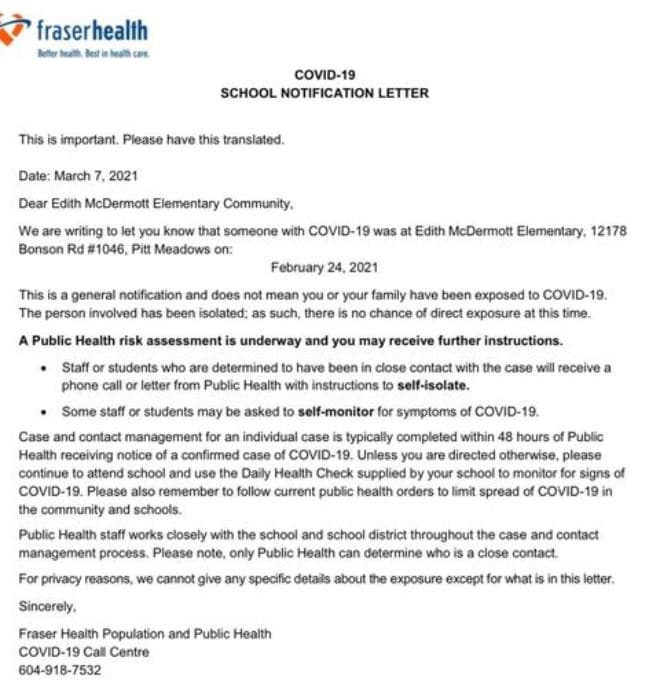 fraserhealth
Better health. Best in health care.
COVID-19
SCHOOL NOTIFICATION LETTER
This is important. Please have this translated.
Date: March 7, 2021
Dear Edith McDermott Elementary Community,
We are writing to let you know that someone with COVID-19 was at Edith McDermott Elementary, 12178
Bonson Rd #1046, Pitt Meadows on:
February 24, 2021
This is a general notification and does not mean you or your family have been exposed to COVID-19.
The person involved has been isolated; as such, there is no chance of direct exposure at this time.
A Public Health risk assessment is underway and you may receive further instructions.
• Staff or students who are determined to have been in close contact with the case will receive a
phone call or letter from Public Health with instructions to self-isolate.
• Some staff or students may be asked to self-monitor for symptoms of COVID-19.
Case and contact management for an individual case is typically completed within 48 hours of Public
Health receiving notice of a confirmed case of COVID-19. Unless you are directed otherwise, please
continue to attend school and use the Daily Health Check supplied by your school to monitor for signs of
COVID-19. Please also remember to follow current public health orders to limit spread of COVID-19 in
the community and schools.
Public Health staff works closely with the school and school district throughout the case and contact
management process. Please note, only Public Health can determine who is a close contact.
For privacy reasons, we cannot give any specific details about the exposure except for what is in this letter.
Sincerely,
Fraser Health Population and Public Health
COVID-19 Call Centre
604-918-7532